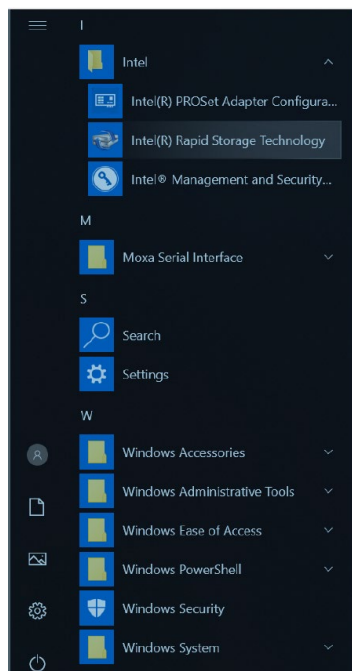 I
Intel
Intel(R) PROSet Adapter Configura...
Intel(R) Rapid Storage Technology
Intel® Management and Security...
M
Moxa Serial Interface
S
Search
Settings
W
Windows Accessories
Windows Administrative Tools
Windows Ease of Access
Windows PowerShell
Windows Security
Windows System